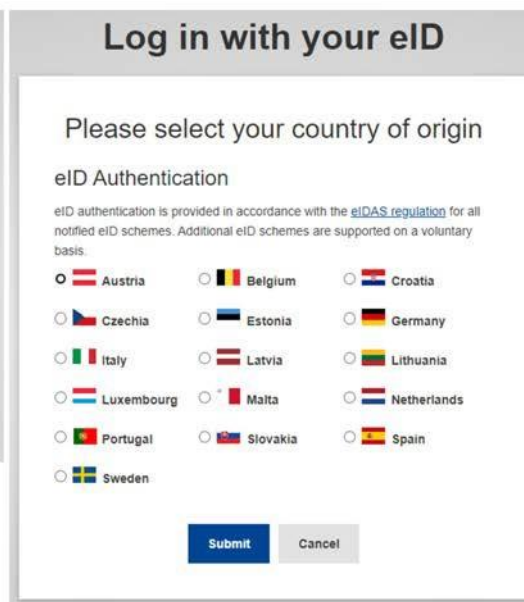 Log in with your eID
Please select your country of origin
eID Authentication
eID authentication is provided in accordance with the eIDAS regulation for all
notified eID schemes. Additional eID schemes are supported on a voluntary
basis.
Austria Belgium Croatia
Czechia Estonia Germany
Italy Latvia Lithuania
Luxembourg Malta Netherlands
Portugal Slovakia Spain
Sweden
Submit Cancel